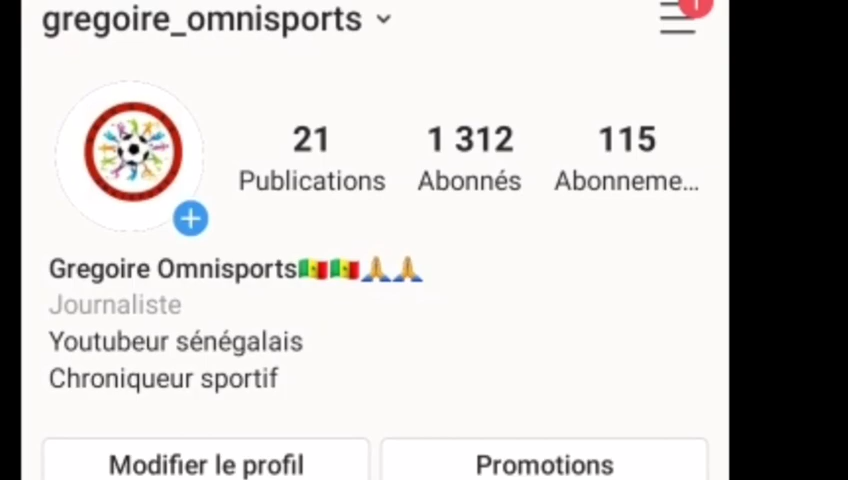 gregoire_omnisports
1
21 1 312 115
Publications Abonnés Abonneme...
Gregoire Omnisports🇸🇳🇸🇳🙏🙏
Journaliste
Youtubeur sénégalais
Chroniqueur sportif
Modifier le profil Promotions